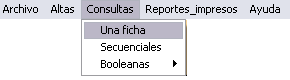 Archivo Altas Consultas Reportes_impresos Ayuda
Una ficha
Secuenciales
Booleanas